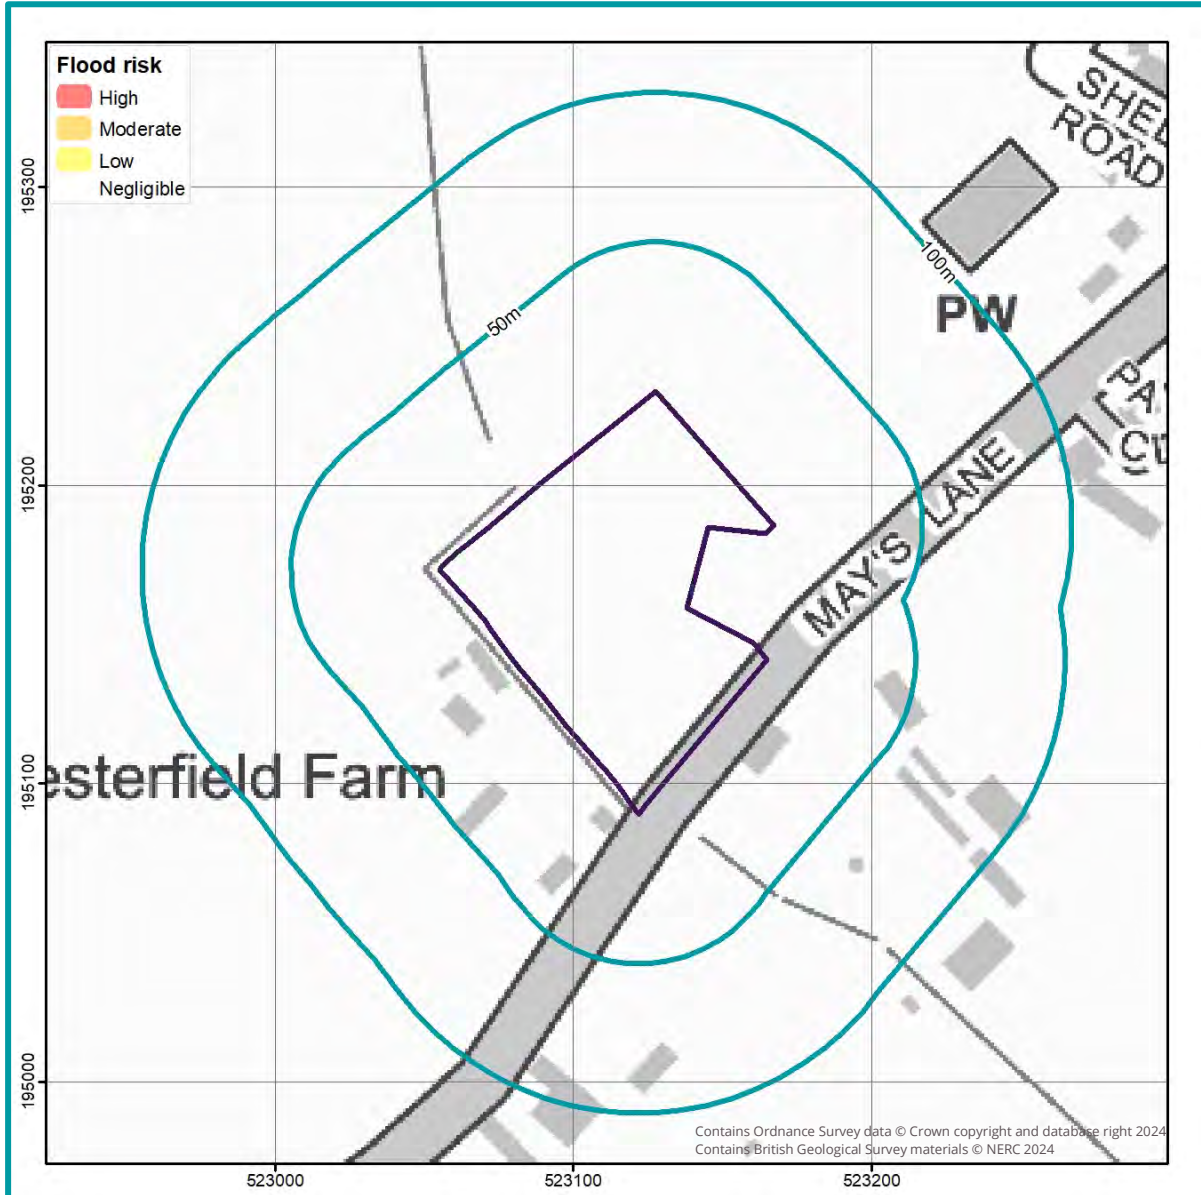 Flood risk
High
Moderate
Low
Negligible
SHEL
ROAD
100m
PW
50m
PA
MAY'S LANE
esterfield Farm
195300
195200
195100
195000
523000
523100
523200
Contains Ordnance Survey data © Crown copyright and database right 2024
Contains British Geological Survey materials © NERC 2024